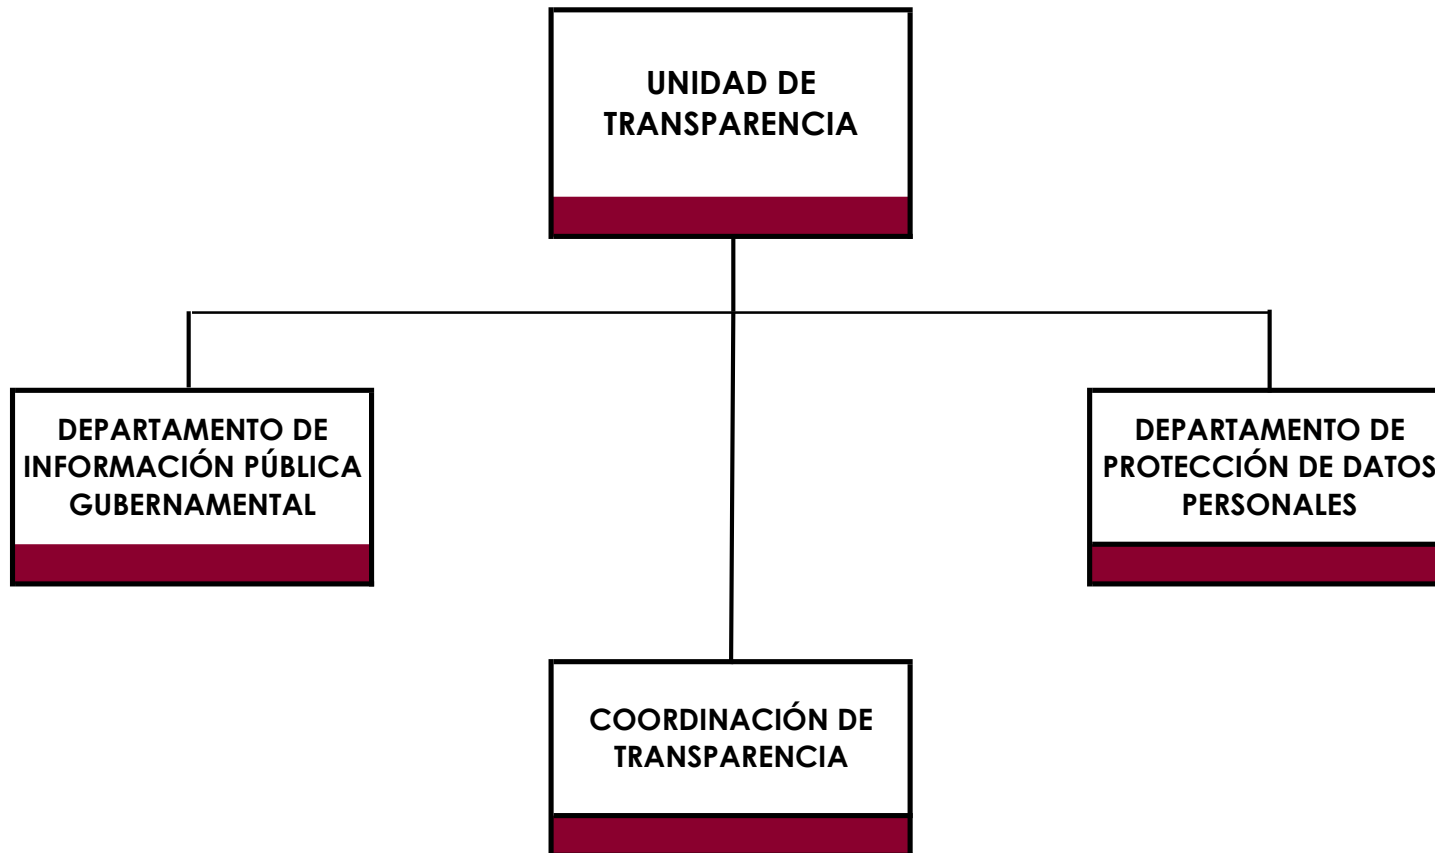 UNIDAD DE
TRANSPARENCIA
DEPARTAMENTO DE
INFORMACIÓN PÚBLICA
GUBERNAMENTAL
DEPARTAMENTO DE
PROTECCIÓN DE DATOS
PERSONALES
COORDINACIÓN DE
TRANSPARENCIA